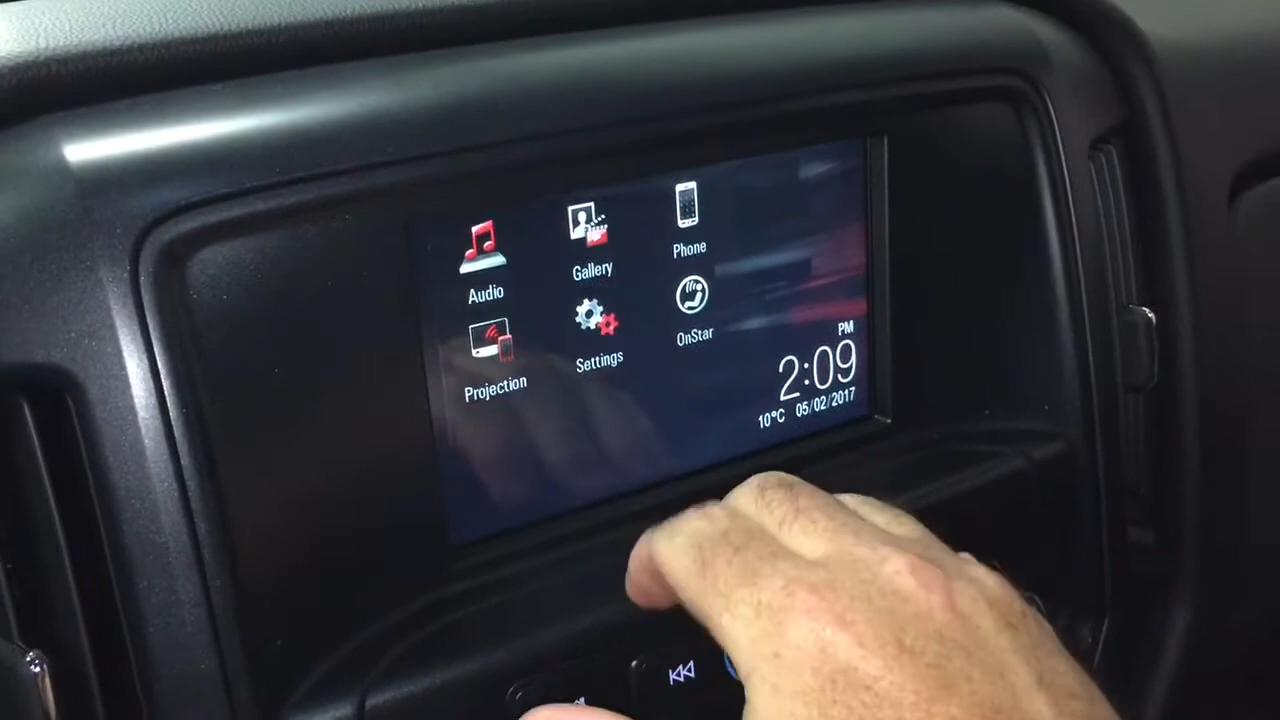 Audio
Gallery
Phone
Projection
Settings
OnStar
PM
2:09
10°C 05/02/2017